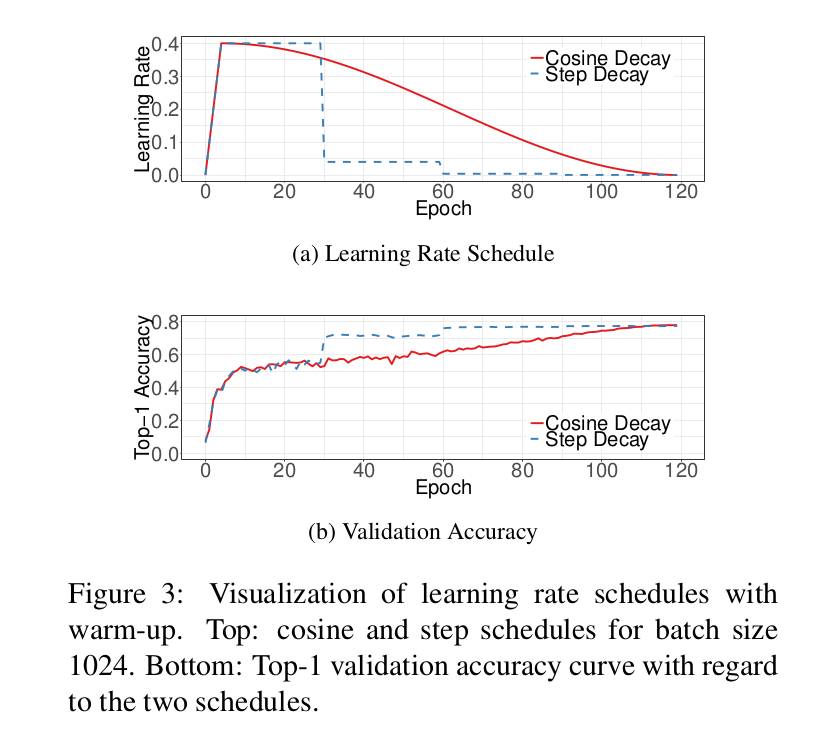 0.4
0.3
0.2
0.1
0.0
Learning Rate
Cosine Decay
Step Decay
0 20 40 60 80 100 120
Epoch
(a) Learning Rate Schedule
0.8
0.6
0.4
0.2
0.0
Top−1 Accuracy
Cosine Decay
Step Decay
0 20 40 60 80 100 120
Epoch
(b) Validation Accuracy
Figure 3: Visualization of learning rate schedules with
warm-up. Top: cosine and step schedules for batch size
1024. Bottom: Top-1 validation accuracy curve with regard
to the two schedules.